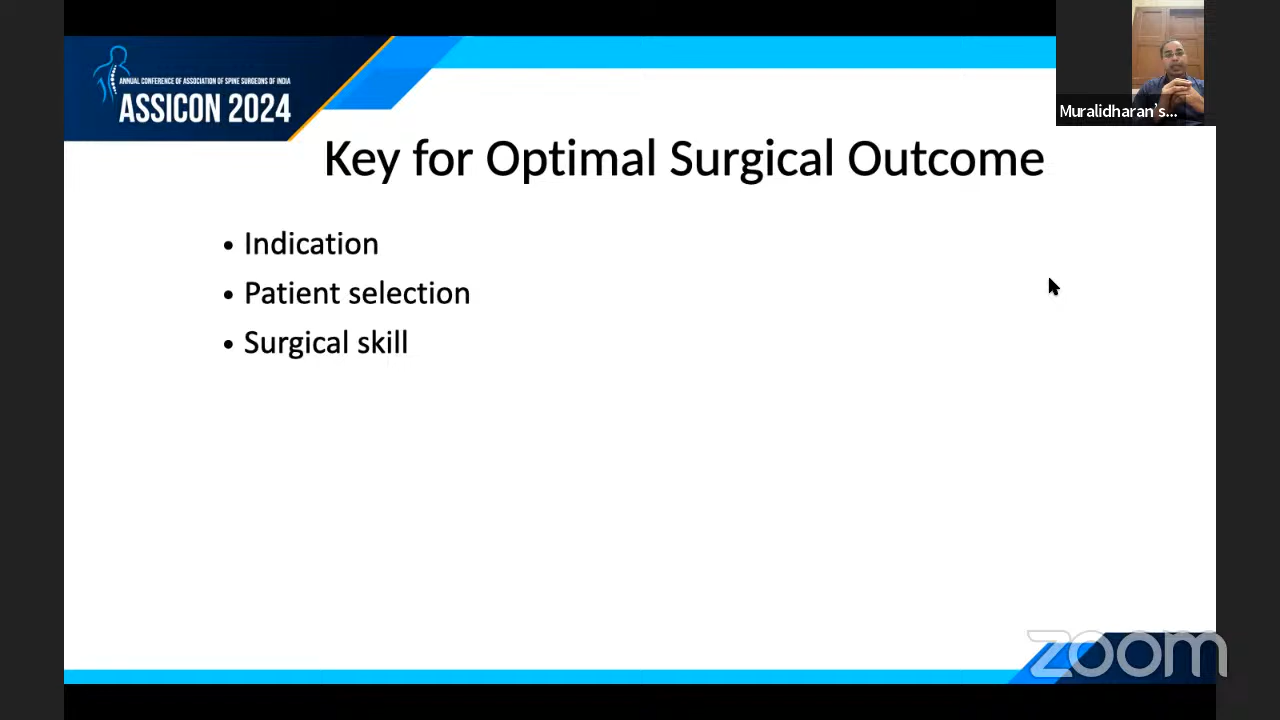 ANNUAL CONFERENCE OF ASSOCIATION OF SPINE SURGEONS OF INDIA
ASSICON 2024
Muralidharan's...
Key for Optimal Surgical Outcome
• Indication
• Patient selection
• Surgical skill
zoom